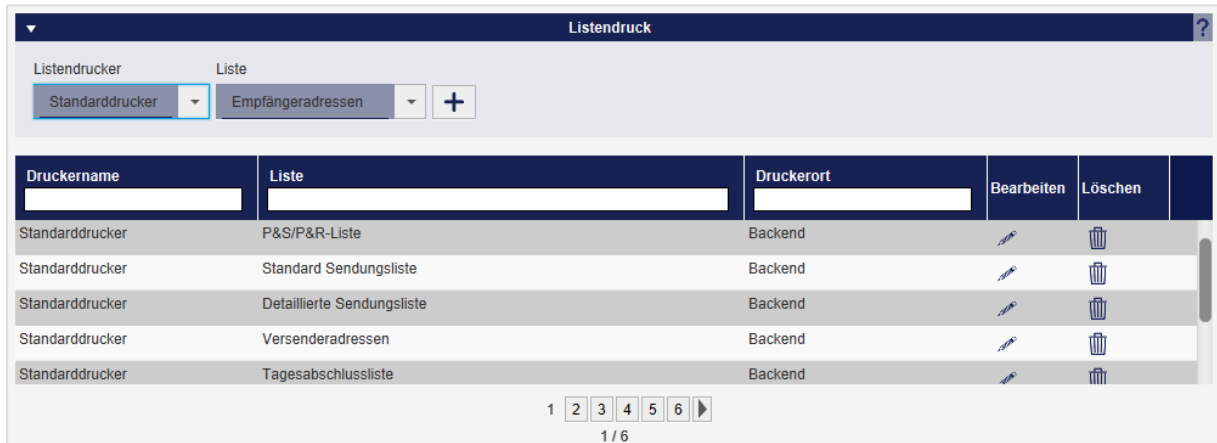 Listendruck
?
Listendrucker Liste
Standarddrucker Empfängeradressen
Druckername Liste Druckerort Bearbeiten Löschen
Standarddrucker P&S/P&R-Liste Backend
Standarddrucker Standard Sendungsliste Backend
Standarddrucker Detaillierte Sendungsliste Backend
Standarddrucker Versenderadressen Backend
Standarddrucker Tagesabschlussliste Backend
1 2 3 4 5 6
1 / 6